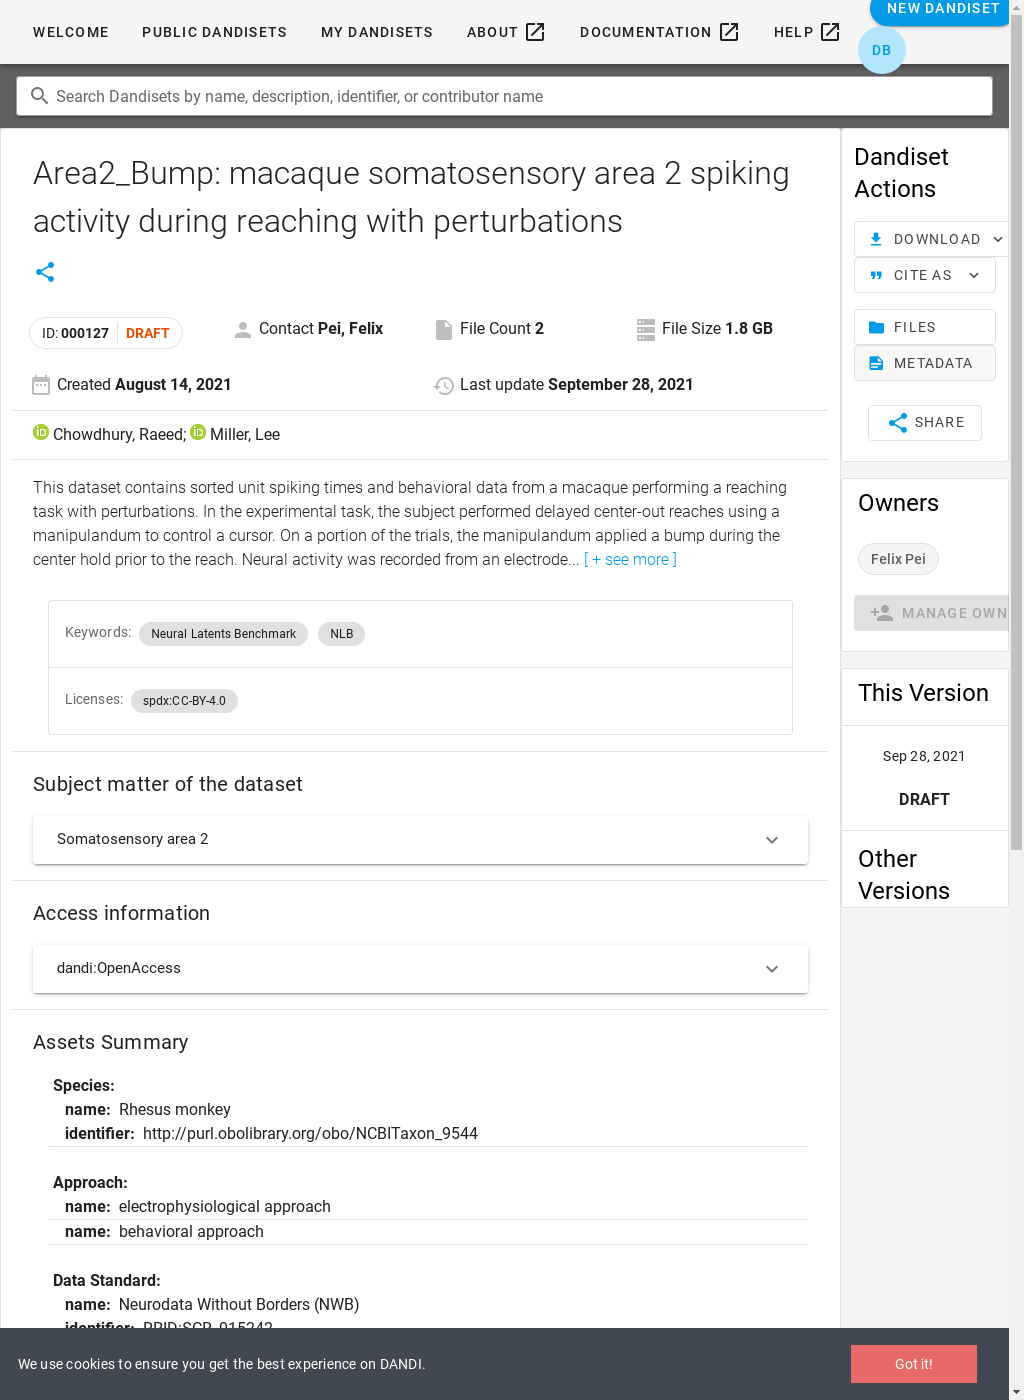 WELCOME PUBLIC DANDISETS MY DANDISETS ABOUT DOCUMENTATION HELP NEW DANDISET
DB
Search Dandisets by name, description, identifier, or contributor name
Area2_Bump: macaque somatosensory area 2 spiking
activity during reaching with perturbations
ID: 000127 DRAFT
Contact Pei, Felix
File Count 2
File Size 1.8 GB
Created August 14, 2021
Last update September 28, 2021
iD Chowdhury, Raeed; iD Miller, Lee
This dataset contains sorted unit spiking times and behavioral data from a macaque performing a reaching
task with perturbations. In the experimental task, the subject performed delayed center-out reaches using a
manipulandum to control a cursor. On a portion of the trials, the manipulandum applied a bump during the
center hold prior to the reach. Neural activity was recorded from an electrode... [ + see more ]
Keywords: Neural Latents Benchmark NLB
Licenses: spdx:CC-BY-4.0
Subject matter of the dataset
Somatosensory area 2
Access information
dandi:OpenAccess
Assets Summary
Species:
name: Rhesus monkey
identifier: http://purl.obolibrary.org/obo/NCBITaxon_9544
Approach:
name: electrophysiological approach
name: behavioral approach
Data Standard:
name: Neurodata Without Borders (NWB)
identifier: RRID:SCR_015242
Dandiset
Actions
DOWNLOAD
CITE AS
FILES
METADATA
SHARE
Owners
Felix Pei
MANAGE OWN
This Version
Sep 28, 2021
DRAFT
Other
Versions
We use cookies to ensure you get the best experience on DANDI.
Got it!